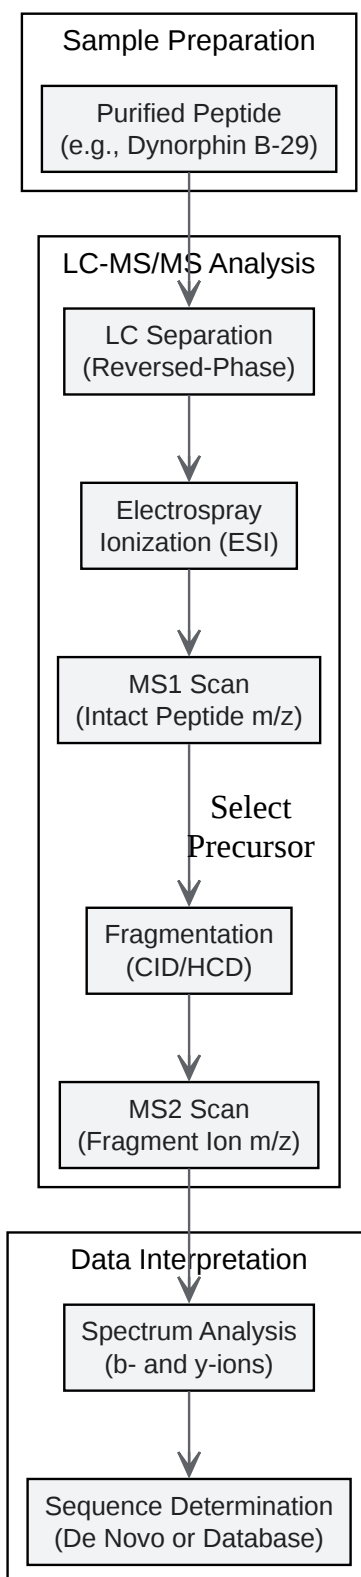 Sample Preparation
Purified Peptide
(e.g., Dynorphin B-29)
LC-MS/MS Analysis
LC Separation
(Reversed-Phase)
Electrospray
Ionization (ESI)
MS1 Scan
(Intact Peptide m/z)
Select
Precursor
Fragmentation
(CID/HCD)
MS2 Scan
(Fragment Ion m/z)
Data Interpretation
Spectrum Analysis
(b- and y-ions)
Sequence Determination
(De Novo or Database)